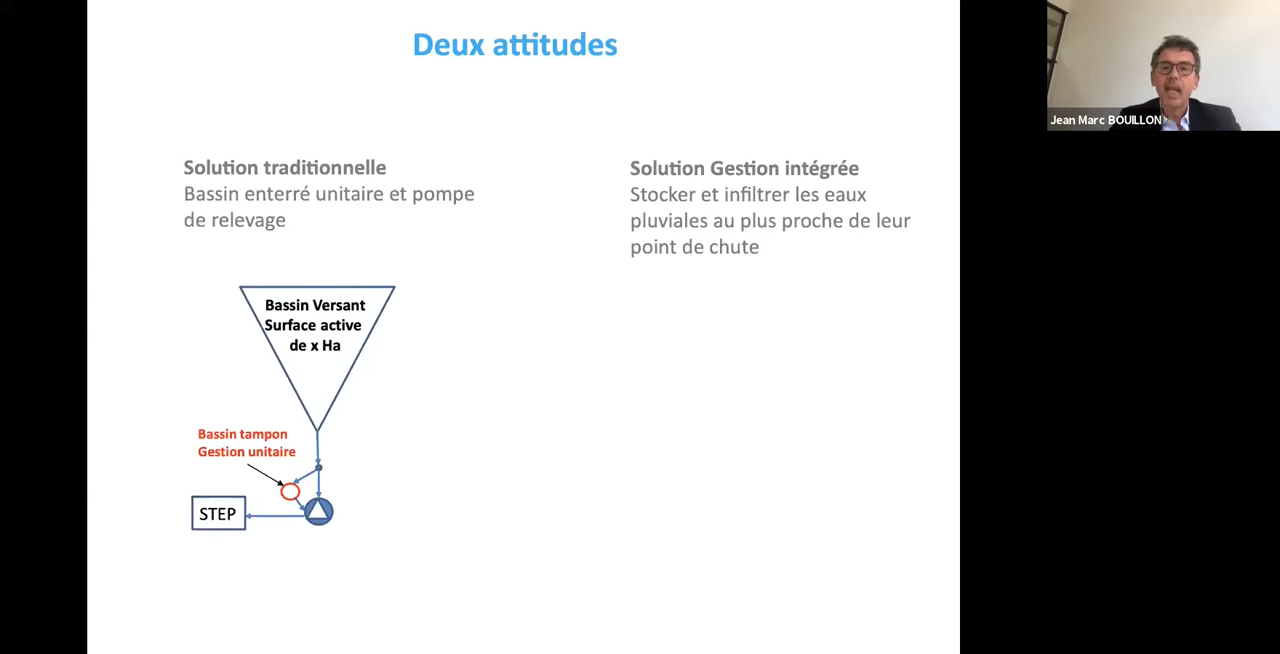 Deux attitudes
Jean Marc BOUILLON
Solution traditionnelle
Bassin enterré unitaire et pompe
de relevage
Solution Gestion intégrée
Stocker et infiltrer les eaux
pluviales au plus proche de leur
point de chute
Bassin Versant
Surface active
de x Ha
Bassin tampon
Gestion unitaire
STEP